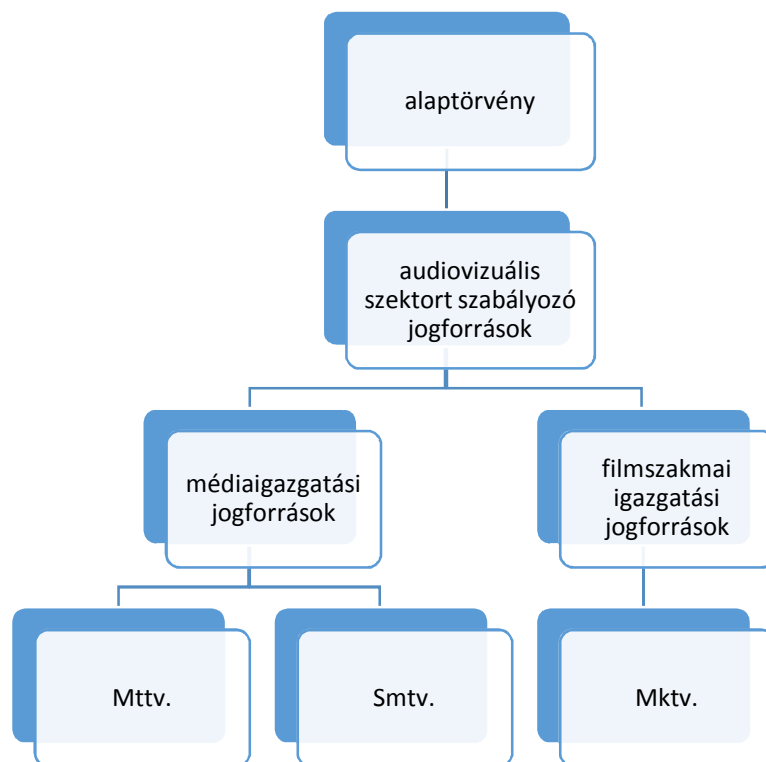 alaptörvény
audiovizuális
szektort szabályozó
jogforrások
médiaigazgatási
jogforrások
filmszakmai
igazgatási
jogforrások
Mttv.
Smtv.
Mktv.